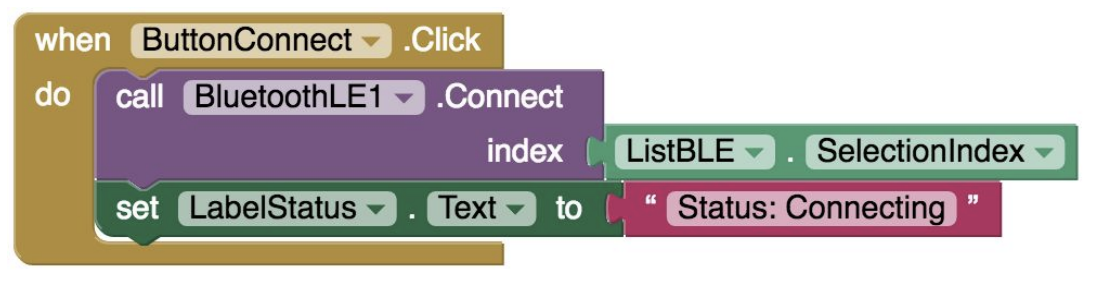 when ButtonConnect .Click
do call BluetoothLE1 .Connect
index ListBLE . SelectionIndex
set LabelStatus . Text to “ Status: Connecting ”